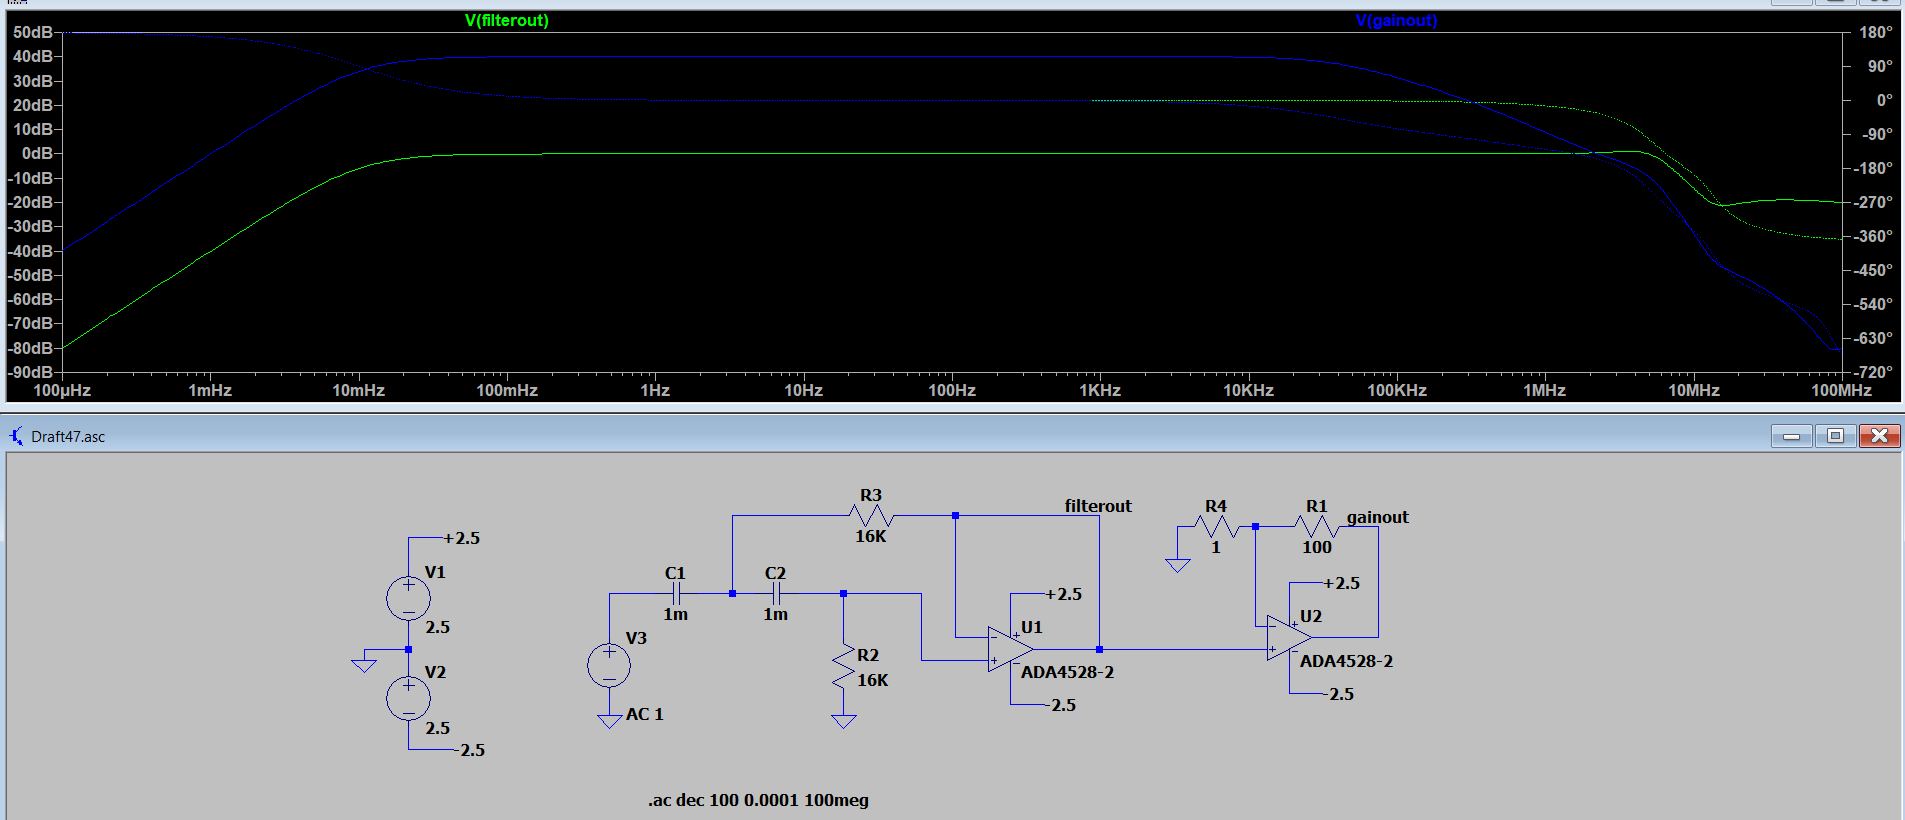 V(filterout) V(gainout)
50dB 180°
40dB 90°
30dB
20dB 0°
10dB -90°
0dB
-10dB -180°
-20dB -270°
-30dB
-40dB -360°
-50dB -450°
-60dB -540°
-70dB
-80dB -630°
-90dB -720°
100µHz 1mHz 10mHz 100mHz 1Hz 10Hz 100Hz 1KHz 10KHz 100KHz 1MHz 10MHz 100MHz
Draft47.asc
R3
16K
filterout
R4
1
R1
100
gainout
+2.5
V1
2.5
V2
2.5
-2.5
C1
1m
C2
1m
V3
AC 1
R2
16K
+2.5
U1
ADA4528-2
-2.5
+2.5
U2
ADA4528-2
-2.5
.ac dec 100 0.0001 100meg